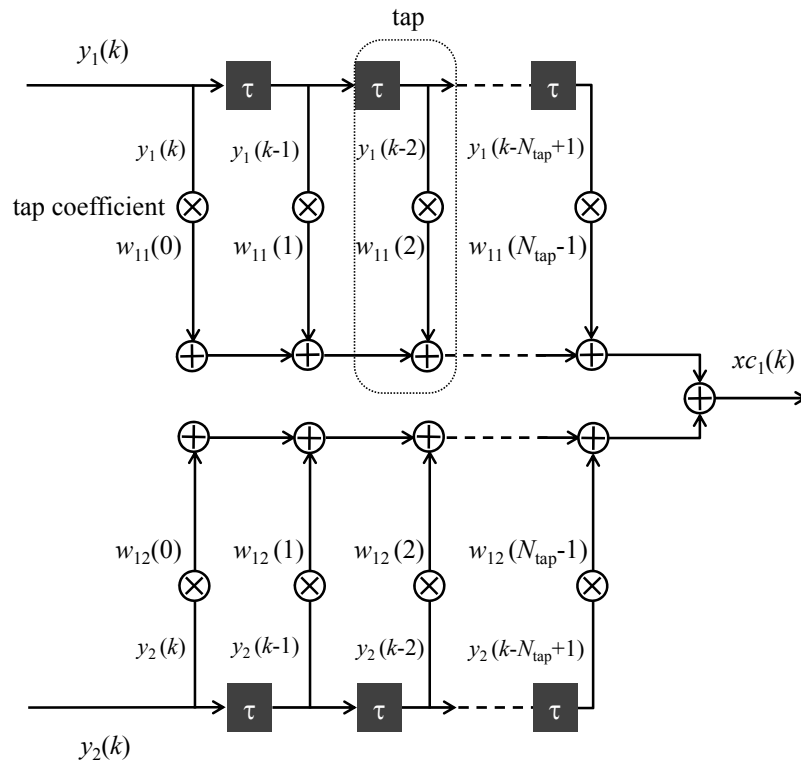 tap
y₁(k)
τ τ τ
y₁(k) y₁(k-1) y₁(k-2) y₁(k-Nₜₐₚ+1)
tap coefficient
w₁₁(0) w₁₁(1) w₁₁(2) w₁₁(Nₜₐₚ-1)
xc₁(k)
w₁₂(0) w₁₂(1) w₁₂(2) w₁₂(Nₜₐₚ-1)
y₂(k) y₂(k-1) y₂(k-2) y₂(k-Nₜₐₚ+1)
τ τ τ
y₂(k)